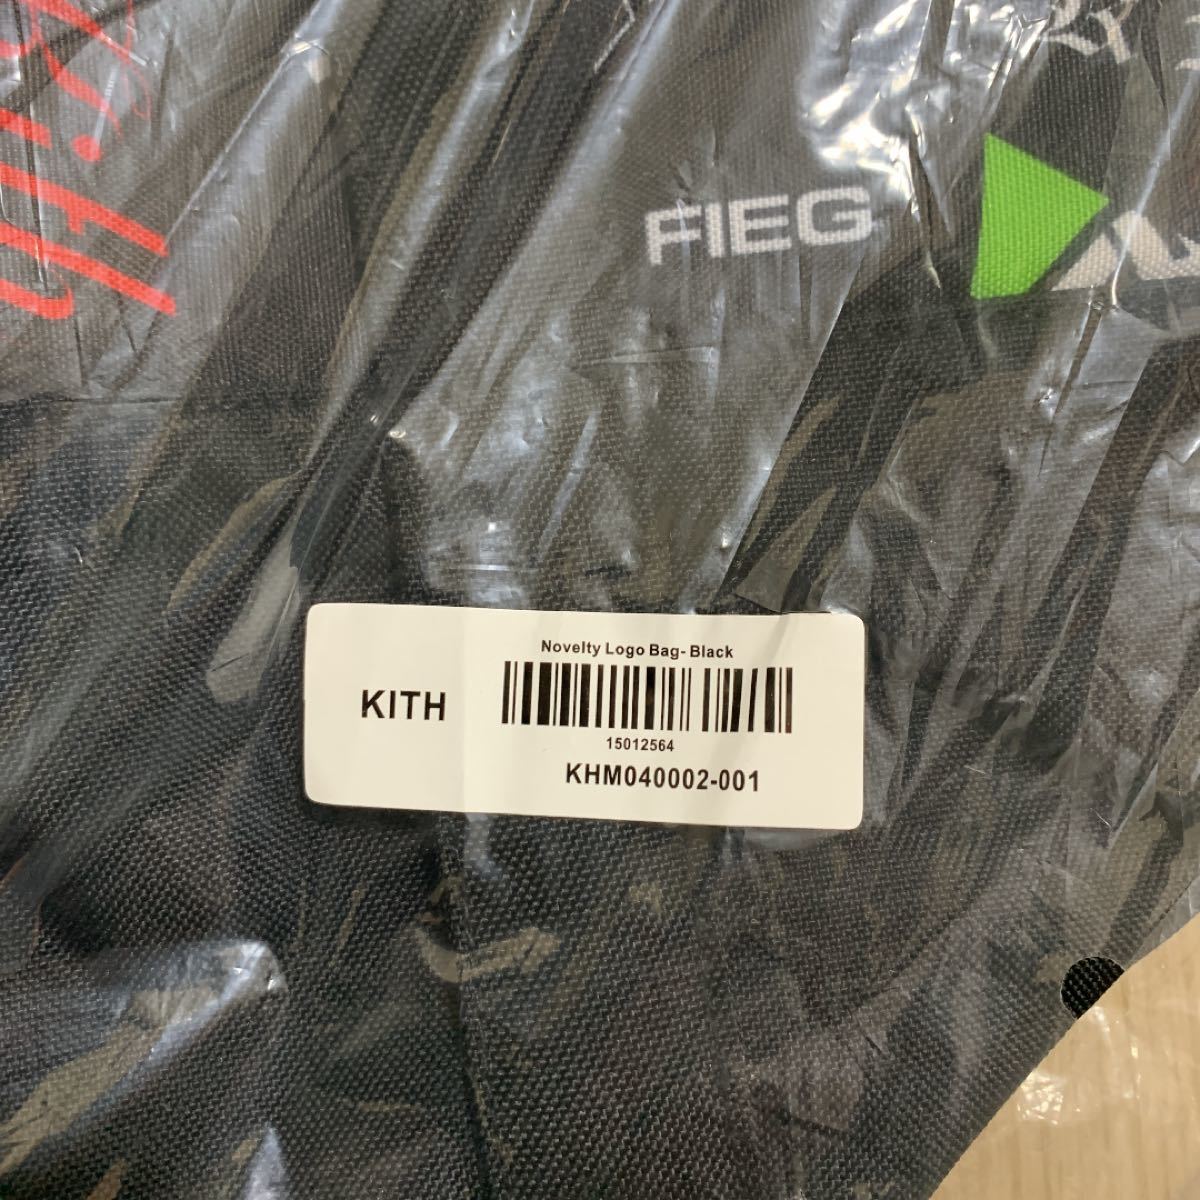 FIEG
Novelty Logo Bag- Black
KITH
15012564
KHM040002-001